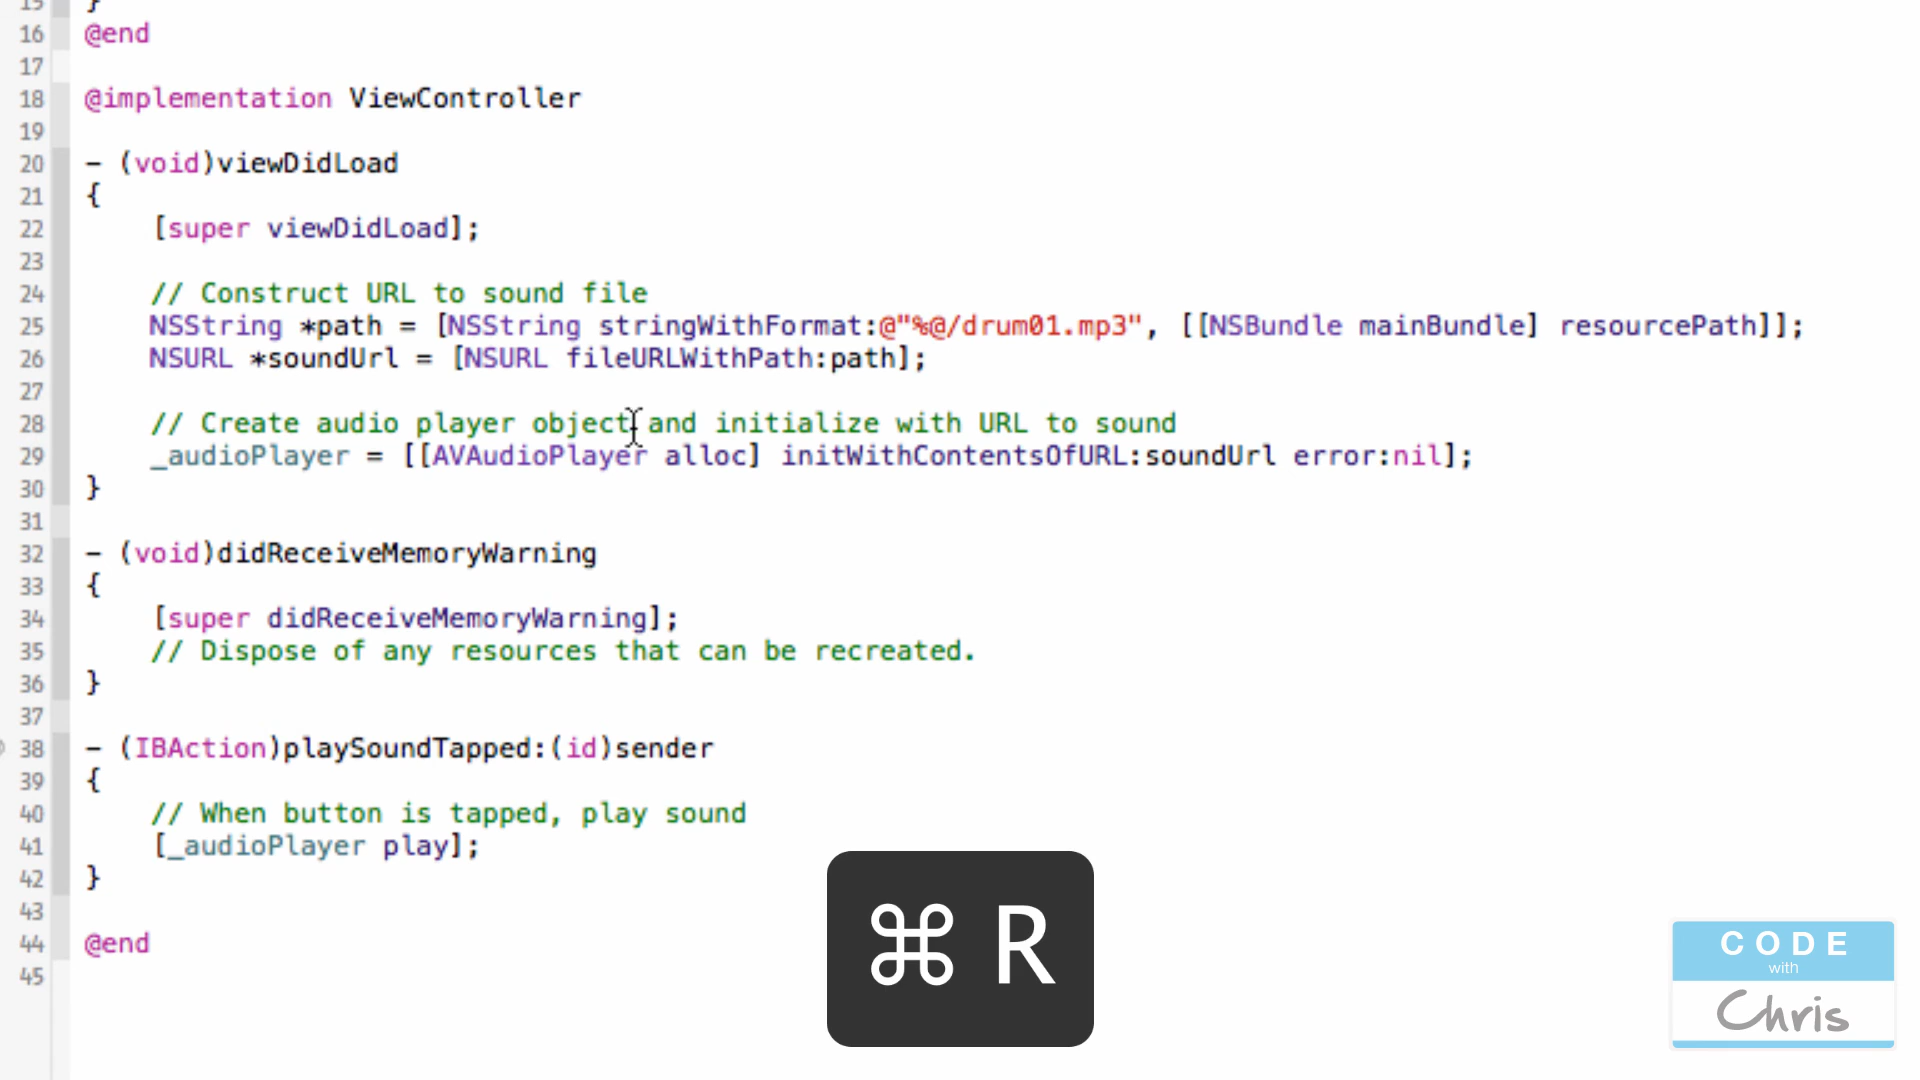 15 }
16 @end
17
18 @implementation ViewController
19
20 - (void)viewDidLoad
21 {
22 [super viewDidLoad];
23
24 // Construct URL to sound file
25 NSString *path = [NSString stringWithFormat:@"%@/drum01.mp3", [[NSBundle mainBundle] resourcePath]];
26 NSURL *soundUrl = [NSURL fileURLWithPath:path];
27
28 // Create audio player object and initialize with URL to sound
29 _audioPlayer = [[AVAudioPlayer alloc] initWithContentsOfURL:soundUrl error:nil];
30 }
31
32 - (void)didReceiveMemoryWarning
33 {
34 [super didReceiveMemoryWarning];
35 // Dispose of any resources that can be recreated.
36 }
37
38 - (IBAction)playSoundTapped:(id)sender
39 {
40 // When button is tapped, play sound
41 [_audioPlayer play];
42 }
43
44 @end
45
⌘ R
CODE
with
Chris